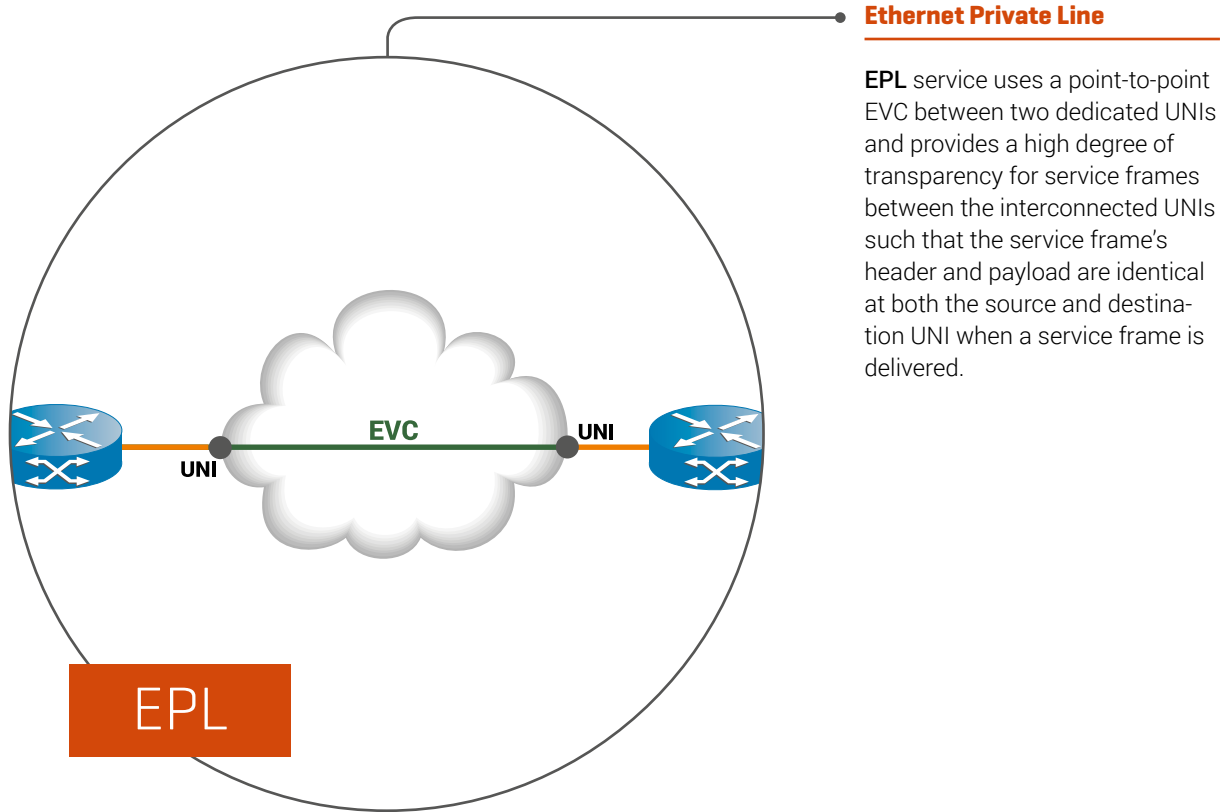 Ethernet Private Line
EPL service uses a point-to-point
EVC between two dedicated UNIs
and provides a high degree of
transparency for service frames
between the interconnected UNIs
such that the service frame's
header and payload are identical
at both the source and destina-
tion UNI when a service frame is
delivered.
EVC
UNI
UNI
EPL